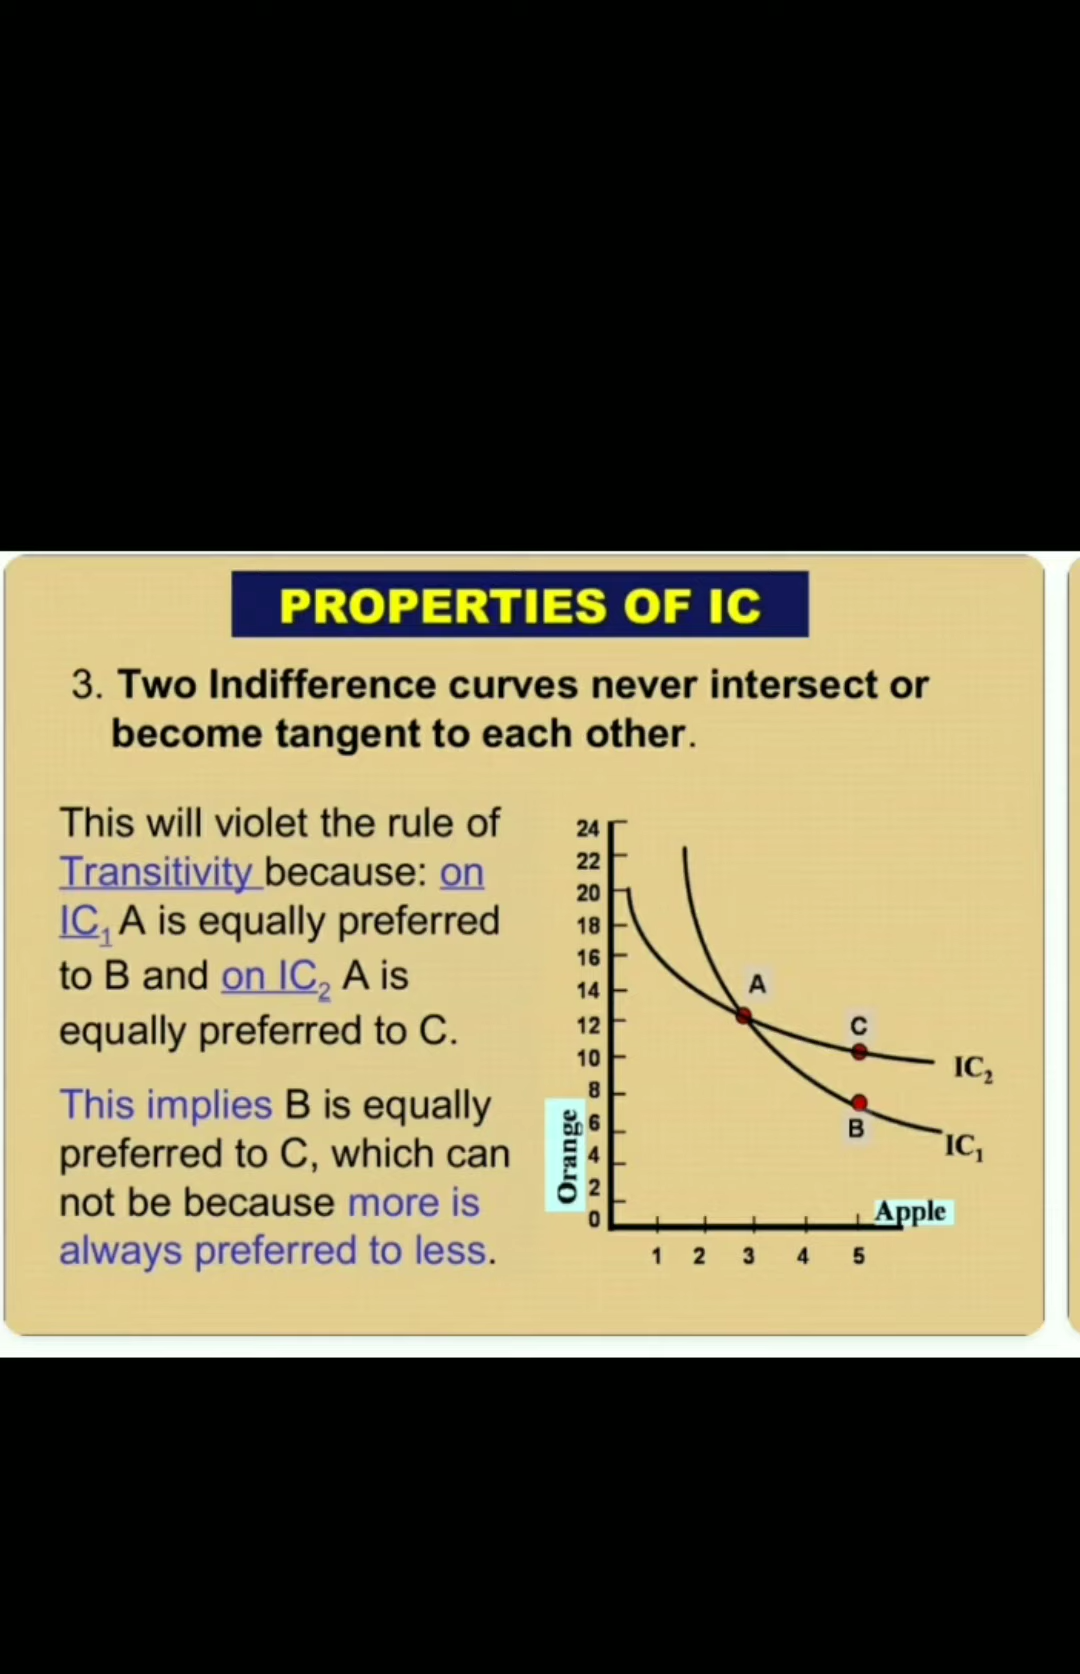 PROPERTIES OF IC
3. Two Indifference curves never intersect or
become tangent to each other.
This will violet the rule of
Transitivity because: on
IC₁ A is equally preferred
to B and on IC₂ A is
equally preferred to C.
This implies B is equally
preferred to C, which can
not be because more is
always preferred to less.
24
22
20
18
16
14
12
10
8
6
4
2
0
Orange
A
C
IC₂
B
IC₁
Apple
1 2 3 4 5